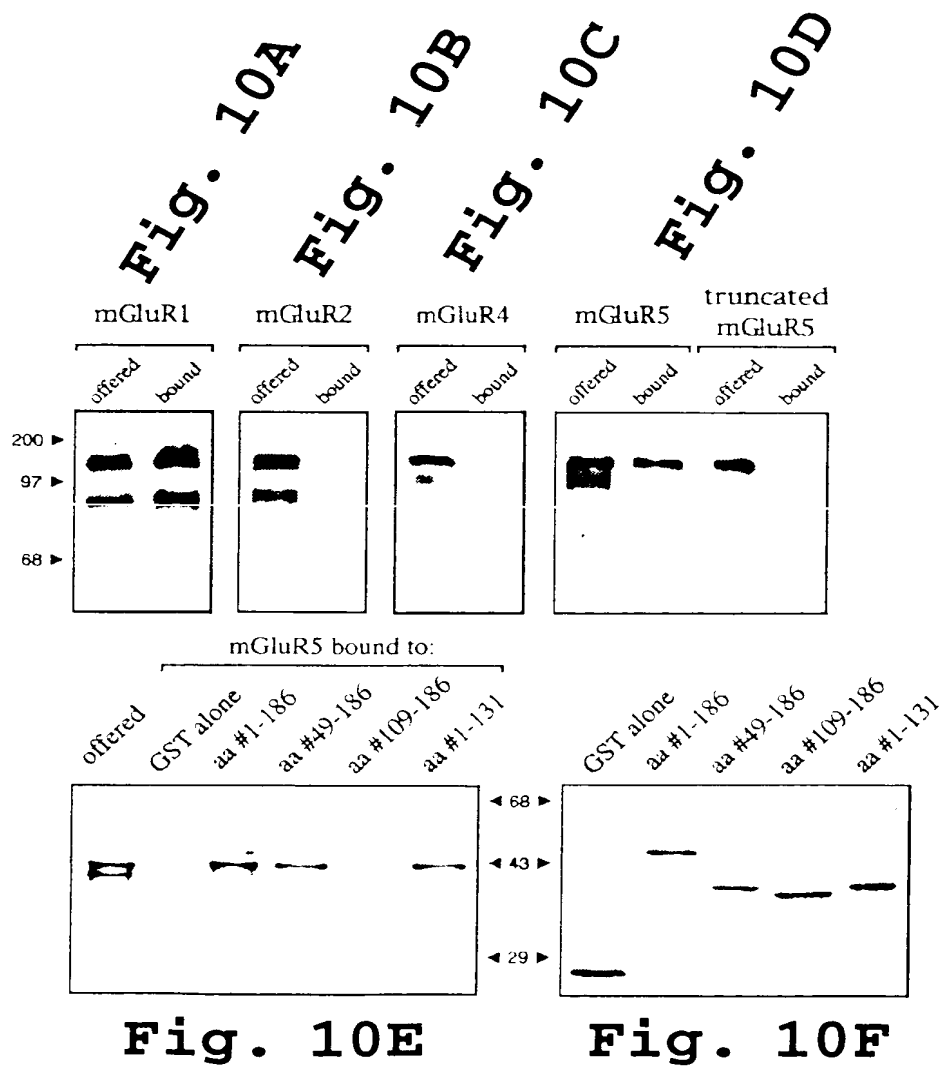 Fig. 10A
Fig. 10B
Fig. 10C
Fig. 10D
mGluR1
mGluR2
mGluR4
mGluR5
truncated
mGluR5
offered bound
offered bound
offered bound
offered bound offered bound
200 ►
97 ►
68 ►
mGluR5 bound to:
offered
GST alone
aa #1-186
aa #49-186
aa #109-186
aa #1-131
GST alone
aa #1-186
aa #49-186
aa #109-186
aa #1-131
◄ 68 ►
◄ 43 ►
◄ 29 ►
Fig. 10E
Fig. 10F